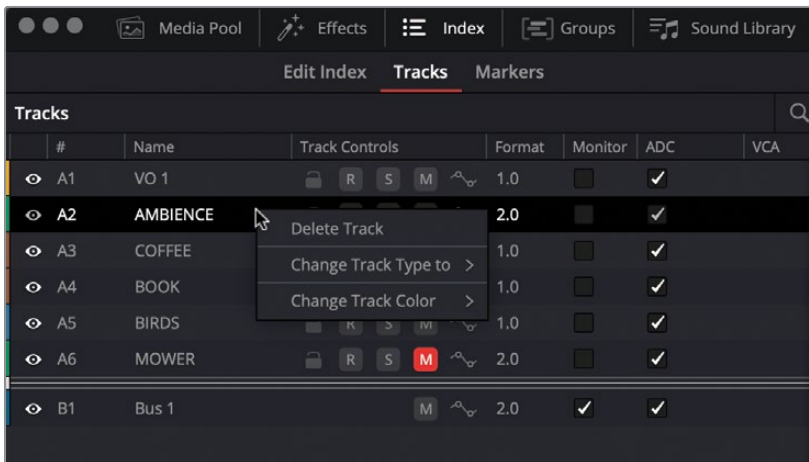 Media Pool Effects Index Groups Sound Library
Edit Index Tracks Markers
Tracks
# Name Track Controls Format Monitor ADC VCA
A1 VO 1 R S M 1.0
A2 AMBIENCE 2.0
Delete Track
A3 COFFEE 1.0
Change Track Type to >
A4 BOOK 1.0
Change Track Color >
A5 BIRDS R S M 1.0
A6 MOWER R S M 2.0
B1 Bus 1 M 2.0